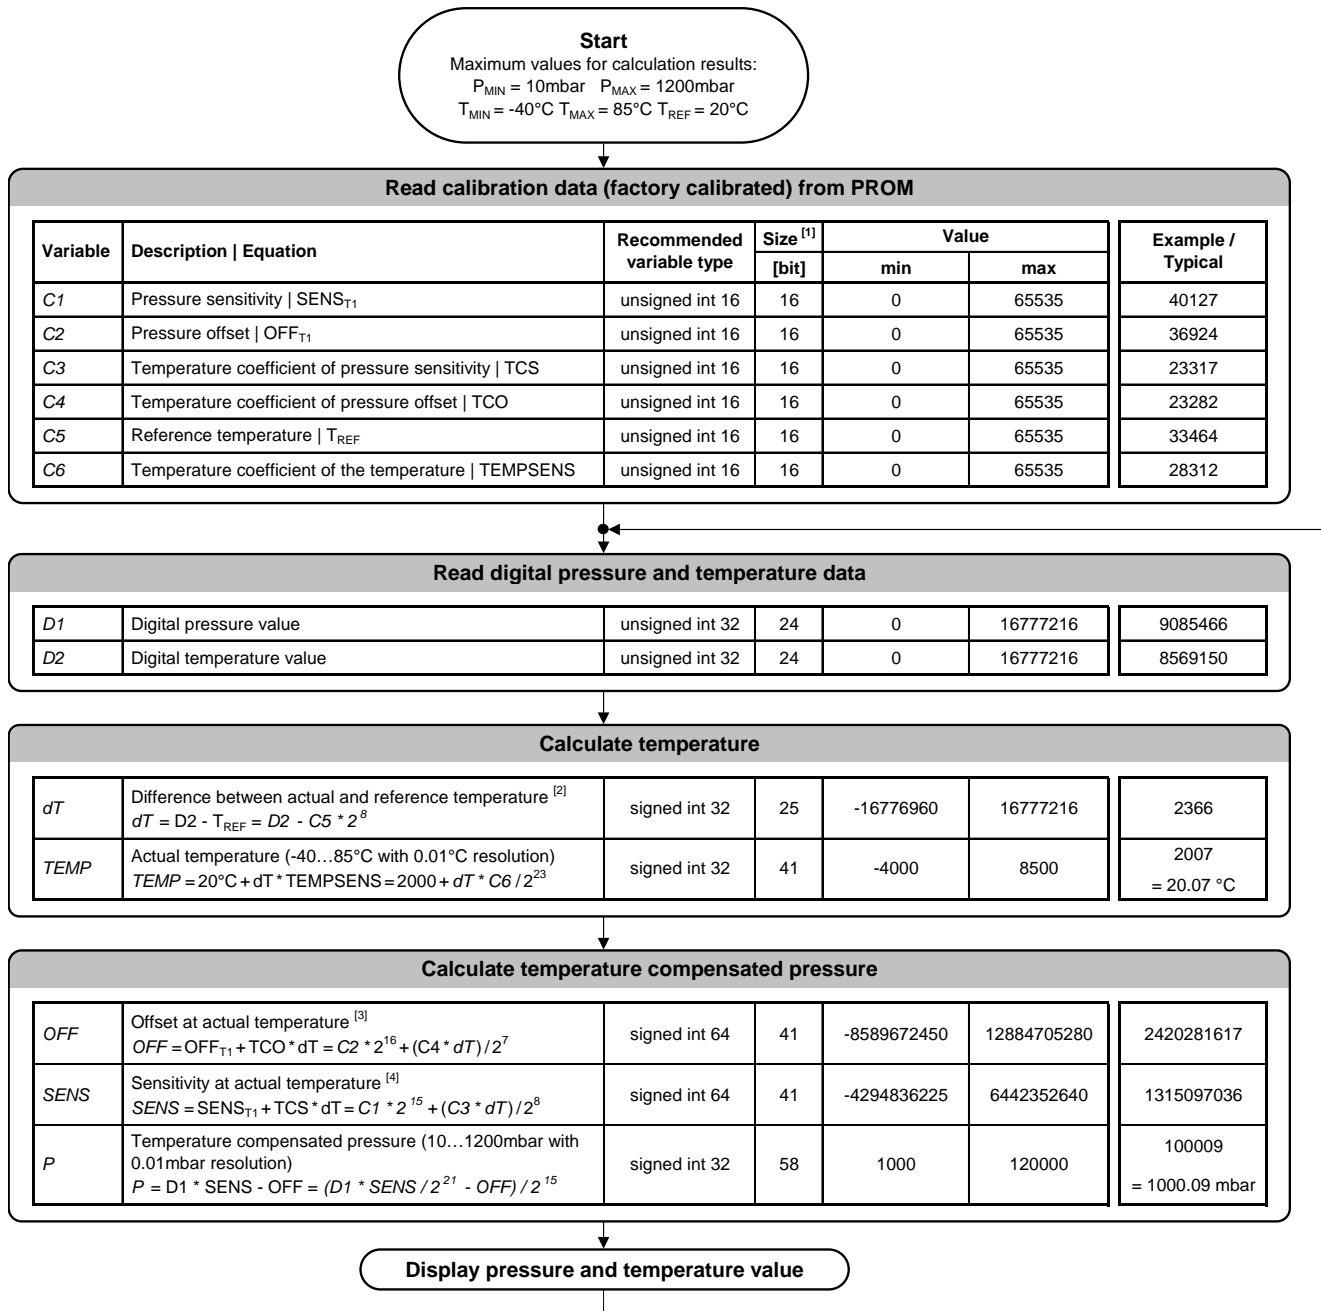 Start
Maximum values for calculation results:
PMIN = 10mbar PMAX = 1200mbar
TMIN = -40°C TMAX = 85°C TREF = 20°C
Read calibration data (factory calibrated) from PROM
Variable Description | Equation Recommended variable type Size [1] [bit] Value min max Example / Typical
C1 Pressure sensitivity | SENST1 unsigned int 16 16 0 65535 40127
C2 Pressure offset | OFFT1 unsigned int 16 16 0 65535 36924
C3 Temperature coefficient of pressure sensitivity | TCS unsigned int 16 16 0 65535 23317
C4 Temperature coefficient of pressure offset | TCO unsigned int 16 16 0 65535 23282
C5 Reference temperature | TREF unsigned int 16 16 0 65535 33464
C6 Temperature coefficient of the temperature | TEMPSENS unsigned int 16 16 0 65535 28312
Read digital pressure and temperature data
D1 Digital pressure value unsigned int 32 24 0 16777216 9085466
D2 Digital temperature value unsigned int 32 24 0 16777216 8569150
Calculate temperature
dT Difference between actual and reference temperature [2]
dT = D2 - TREF = D2 - C5 * 2^8 signed int 32 25 -16776960 16777216 2366
TEMP Actual temperature (-40…85°C with 0.01°C resolution)
TEMP = 20°C + dT * TEMPSENS = 2000 + dT * C6 / 2^23 signed int 32 41 -4000 8500 2007
= 20.07 °C
Calculate temperature compensated pressure
OFF Offset at actual temperature [3]
OFF = OFFT1 + TCO * dT = C2 * 2^16 + (C4 * dT) / 2^7 signed int 64 41 -8589672450 12884705280 2420281617
SENS Sensitivity at actual temperature [4]
SENS = SENST1 + TCS * dT = C1 * 2^15 + (C3 * dT) / 2^8 signed int 64 41 -4294836225 6442352640 1315097036
P Temperature compensated pressure (10…1200mbar with
0.01mbar resolution)
P = D1 * SENS - OFF = (D1 * SENS / 2^21 - OFF) / 2^15 signed int 32 58 1000 120000 100009
= 1000.09 mbar
Display pressure and temperature value